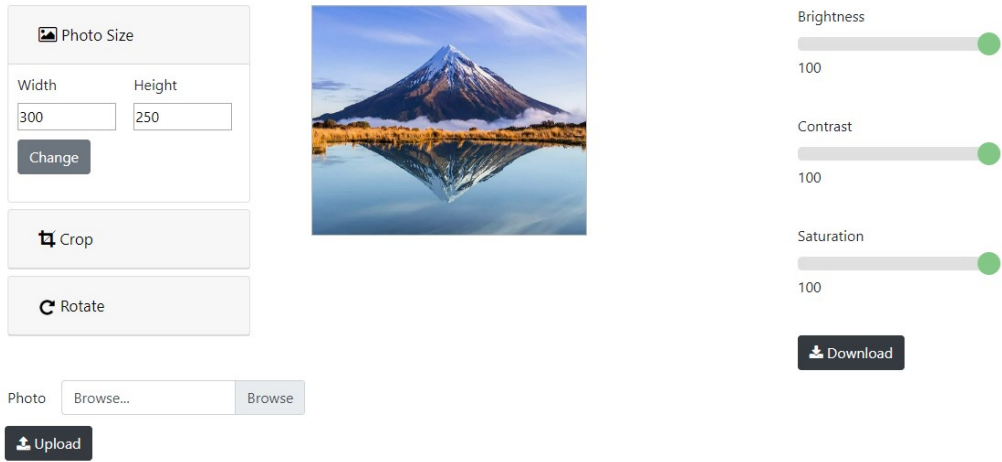 Photo Size
Width Height
300 250
Change
Crop
Rotate
Photo Browse... Browse
Upload
Brightness
100
Contrast
100
Saturation
100
Download